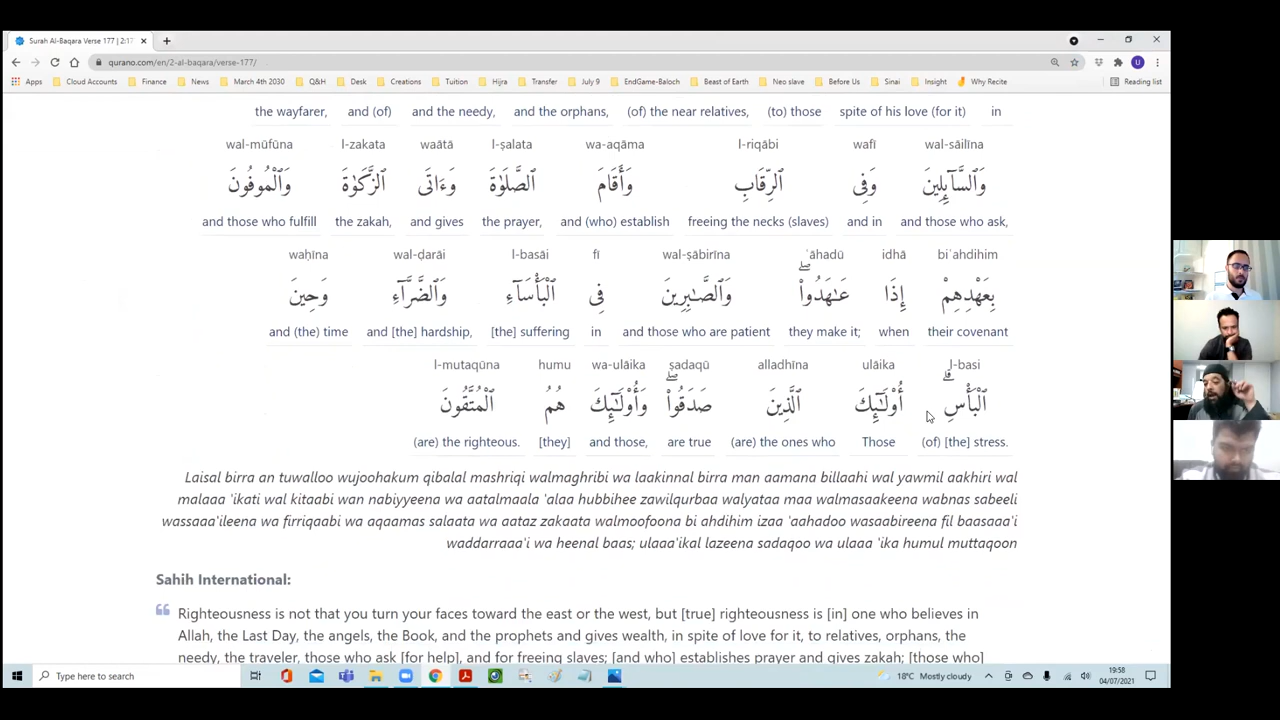 Surah Al-Baqara Verse 177 | 2:17
qurano.com/en/2-al-baqara/verse-177/
Apps Cloud Accounts Finance News March 4th 2030 Q&H Desk Creations Tuition Hijra Transfer July 9 EndGame-Baloch Beast of Earth Neo slave Before Us Sinai Insight Why Recite Reading list
the wayfarer, and (of) and the needy, and the orphans, (of) the near relatives, (to) those spite of his love (for it) in
wal-mūfūna l-zakata waātā l-ṣalata wa-aqāma l-riqābi wafī wal-sāilīna
وَٱلسَّآئِلِينَ وَفِى ٱلرِّقَابِ وَأَقَامَ ٱلصَّلَوٰةَ وَءَاتَى ٱلزَّكَوٰةَ وَٱلْمُوفُونَ
and those who fulfill the zakah, and gives the prayer, and (who) establish freeing the necks (slaves) and in and those who ask,
waḥīna wal-ḍarāi l-basāi fī wal-ṣābirīna ʿāhadū idhā biʿahdihim
بِعَهْدِهِمْ إِذَا عَـٰهَدُوا۟ ۖ وَٱلصَّـٰبِرِينَ فِى ٱلْبَأْسَآءِ وَٱلضَّرَّآءِ وَحِينَ
and (the) time and [the] hardship, [the] suffering in and those who are patient they make it; when their covenant
l-mutaqūna humu wa-ulāika ṣadaqū alladhīna ulāika l-basi
ٱلْبَأْسِ ۗ أُو۟لَـٰٓئِكَ ٱلَّذِينَ صَدَقُوا۟ ۖ وَأُو۟لَـٰٓئِكَ هُمُ ٱلْمُتَّقُونَ
(are) the righteous. [they] and those, are true (are) the ones who Those (of) [the] stress.
Laisal birra an tuwalloo wujoohakum qibalal mashriqi walmaghribi wa laakinnal birra man aamana billaahi wal yawmil aakhiri wal
malaaa 'ikati wal kitaabi wan nabiyyeena wa aatalmaala 'alaa hubbihee zawilqurbaa walyataa maa walmasaakeena wabnas sabeeli
wassaaa'ileena wa firriqaabi wa aqaamas salaata wa aataz zakaata walmoofoona bi ahdihim izaa 'aahadoo wasaabireena fil baasaaa'i
waddarraaa'i wa heenal baas; ulaaa'ikal lazeena sadaqoo wa ulaaa 'ika humul muttaqoon
Sahih International:
Righteousness is not that you turn your faces toward the east or the west, but [true] righteousness is [in] one who believes in
Allah, the Last Day, the angels, the Book, and the prophets and gives wealth, in spite of love for it, to relatives, orphans, the
needy, the traveler, those who ask [for help], and for freeing slaves; [and who] establishes prayer and gives zakah; [those who]
Type here to search
18°C Mostly cloudy
19:58
04/07/2021